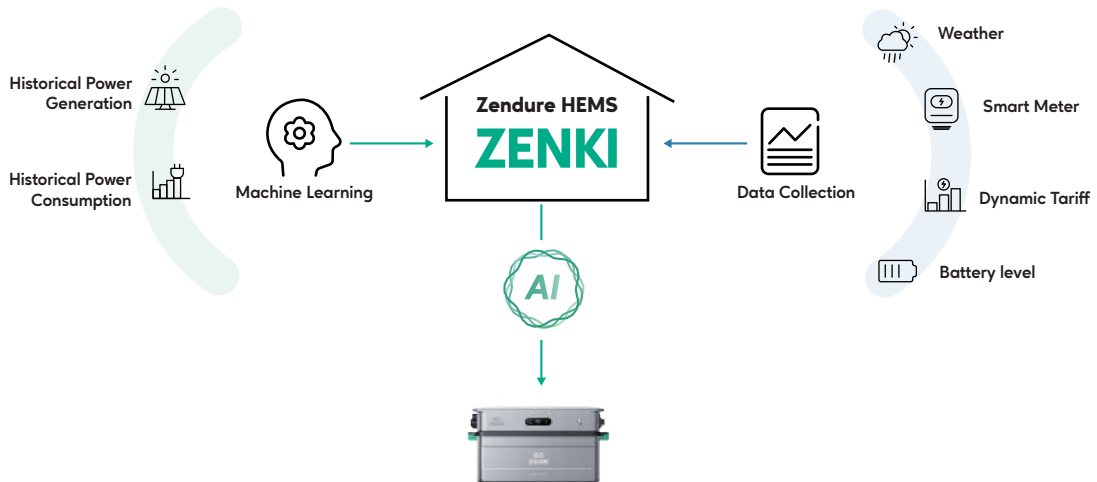 Historical Power
Generation
Historical Power
Consumption
Machine Learning
Zendure HEMS
ZENKI
Data Collection
Weather
Smart Meter
Dynamic Tariff
Battery level
AI